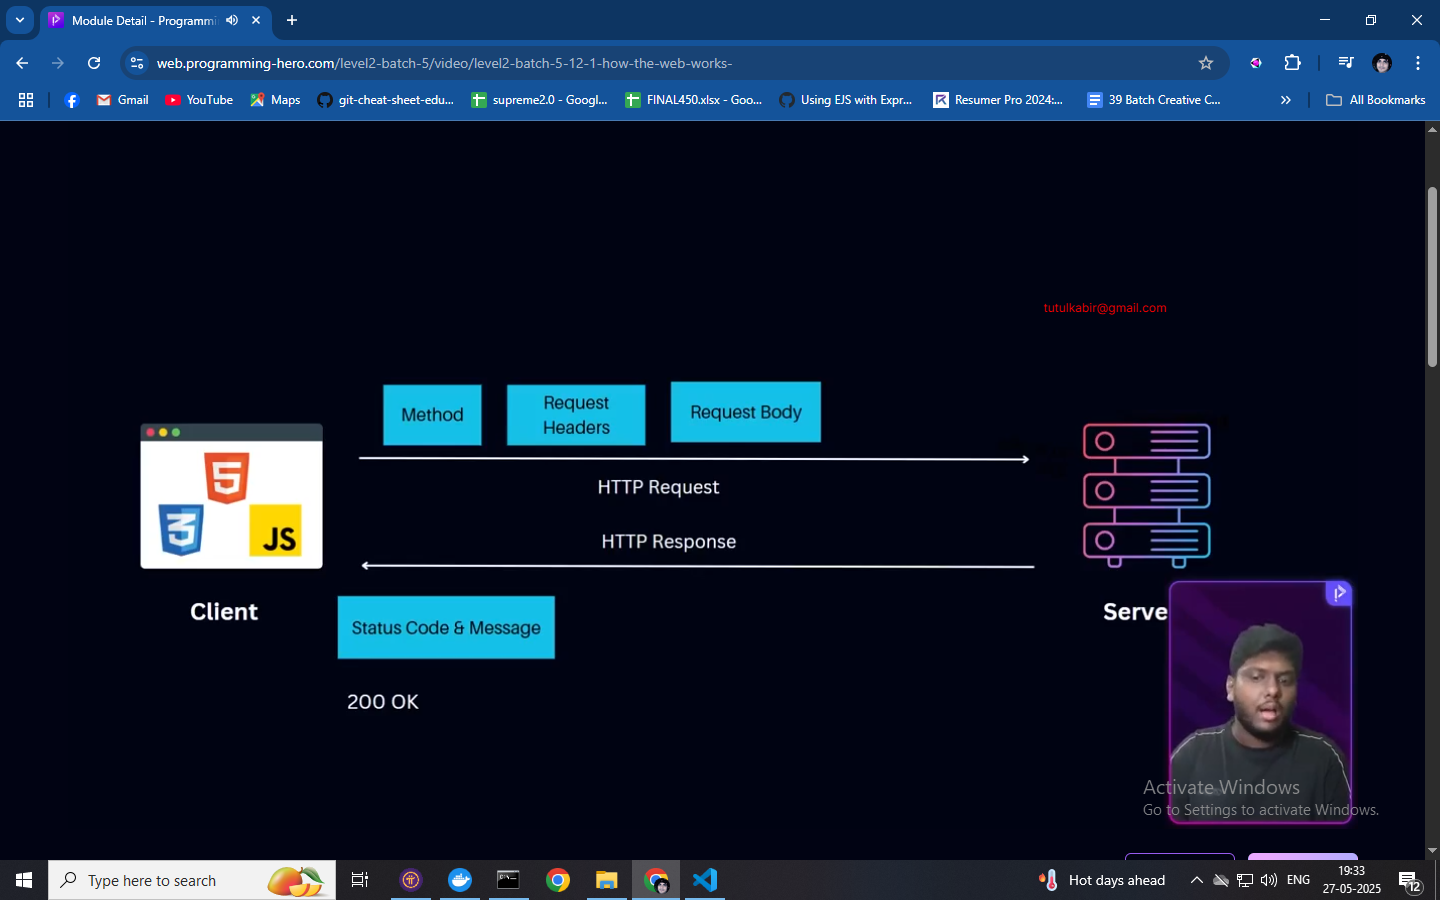 Module Detail - Programmi
web.programming-hero.com/level2-batch-5/video/level2-batch-5-12-1-how-the-web-works-
Gmail
YouTube
Maps
git-cheat-sheet-edu...
supreme2.0 - Googl...
FINAL450.xlsx - Goo...
Using EJS with Expr...
Resumer Pro 2024:...
39 Batch Creative C...
All Bookmarks
tutulkabir@gmail.com
Method
Request
Headers
Request Body
HTTP Request
HTTP Response
5
3
JS
Client
Serve
Status Code & Message
200 OK
Activate Windows
Go to Settings to activate Windows.
Type here to search
Hot days ahead
ENG
19:33
27-05-2025
12